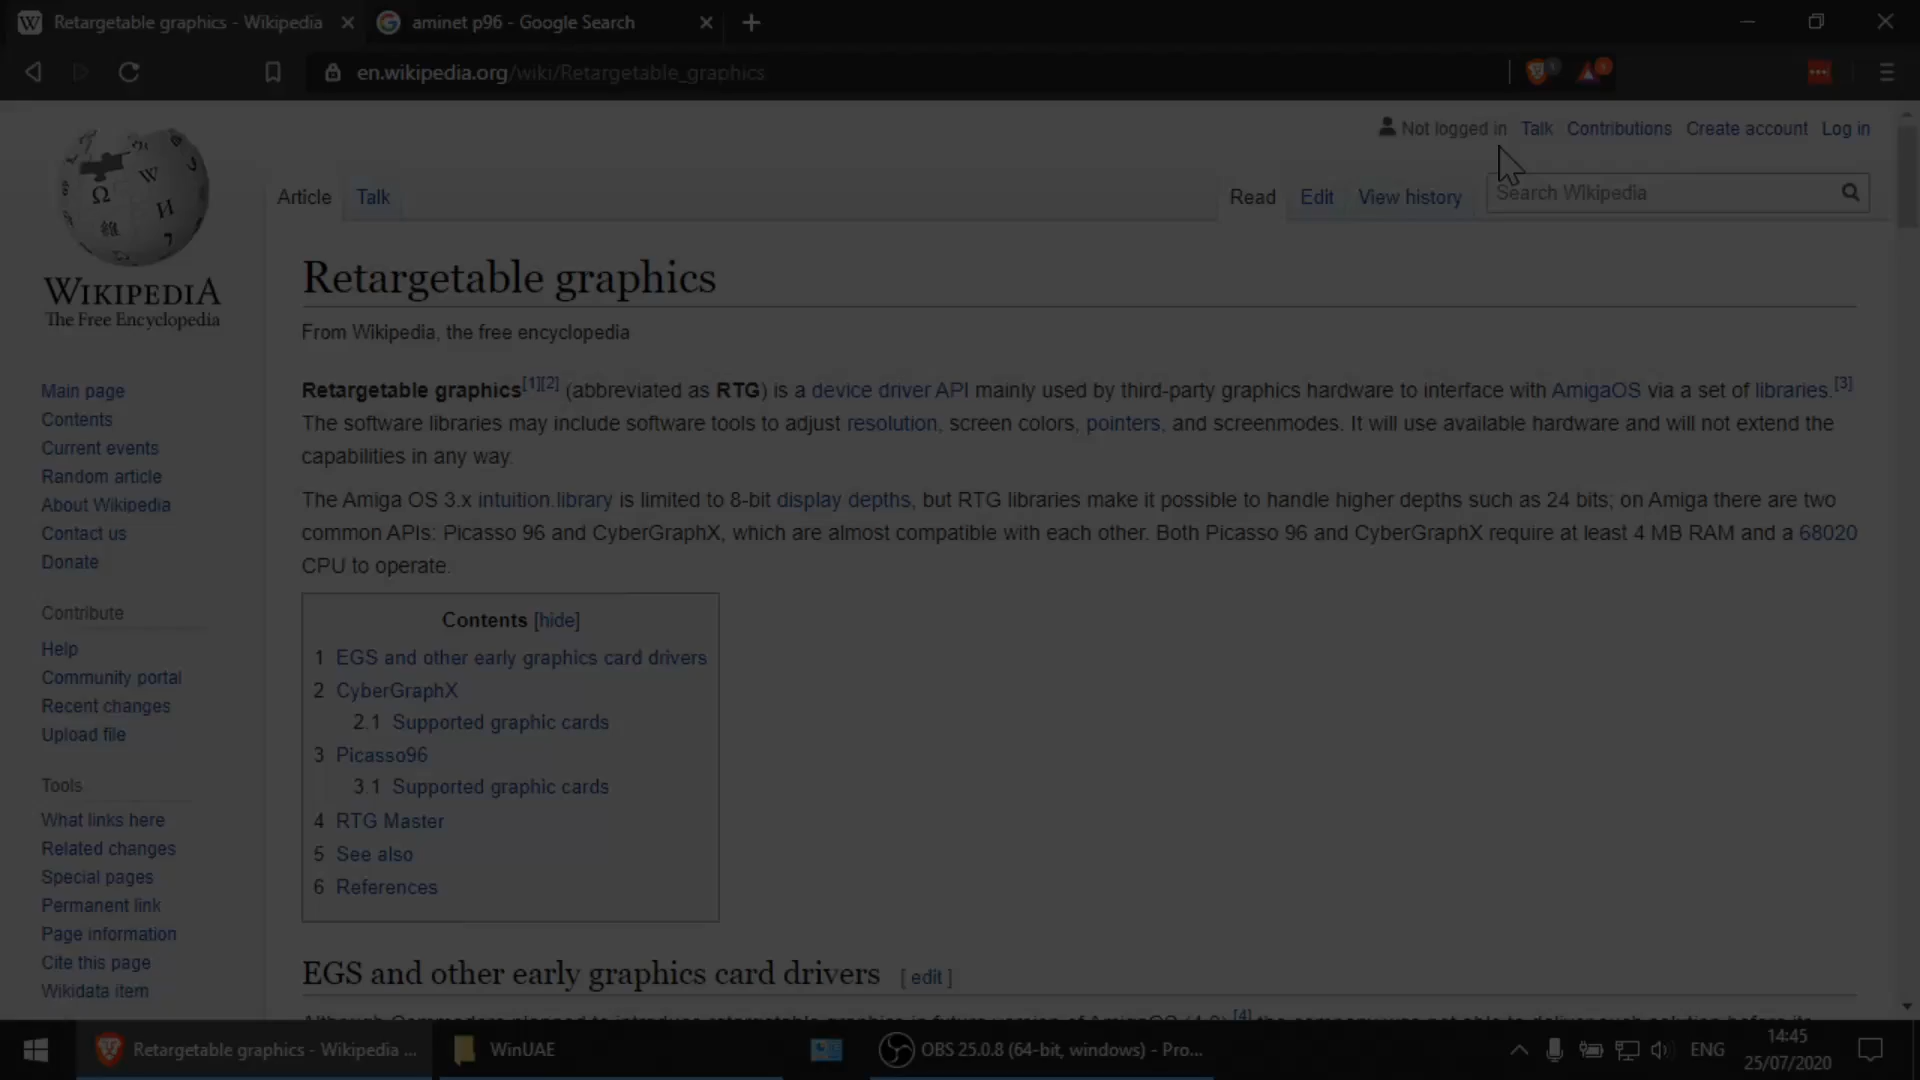 Retargetable graphics - Wikipedia
aminet p96 - Google Search
en.wikipedia.org/wiki/Retargetable_graphics
Not logged in Talk Contributions Create account Log in
Article Talk Read Edit View history Search Wikipedia
WIKIPEDIA
The Free Encyclopedia
Main page
Contents
Current events
Random article
About Wikipedia
Contact us
Donate
Contribute
Help
Community portal
Recent changes
Upload file
Tools
What links here
Related changes
Special pages
Permanent link
Page information
Cite this page
Wikidata item
Retargetable graphics
From Wikipedia, the free encyclopedia
Retargetable graphics[1][2] (abbreviated as RTG) is a device driver API mainly used by third-party graphics hardware to interface with AmigaOS via a set of libraries.[3]
The software libraries may include software tools to adjust resolution, screen colors, pointers, and screenmodes. It will use available hardware and will not extend the
capabilities in any way.
The Amiga OS 3.x intuition.library is limited to 8-bit display depths, but RTG libraries make it possible to handle higher depths such as 24 bits; on Amiga there are two
common APIs: Picasso 96 and CyberGraphX, which are almost compatible with each other. Both Picasso 96 and CyberGraphX require at least 4 MB RAM and a 68020
CPU to operate.
Contents [hide]
1 EGS and other early graphics card drivers
2 CyberGraphX
2.1 Supported graphic cards
3 Picasso96
3.1 Supported graphic cards
4 RTG Master
5 See also
6 References
EGS and other early graphics card drivers [ edit ]
Retargetable graphics - Wikipedia ...
WinUAE
OBS 25.0.8 (64-bit, windows) - Pro...
ENG
14:45
25/07/2020